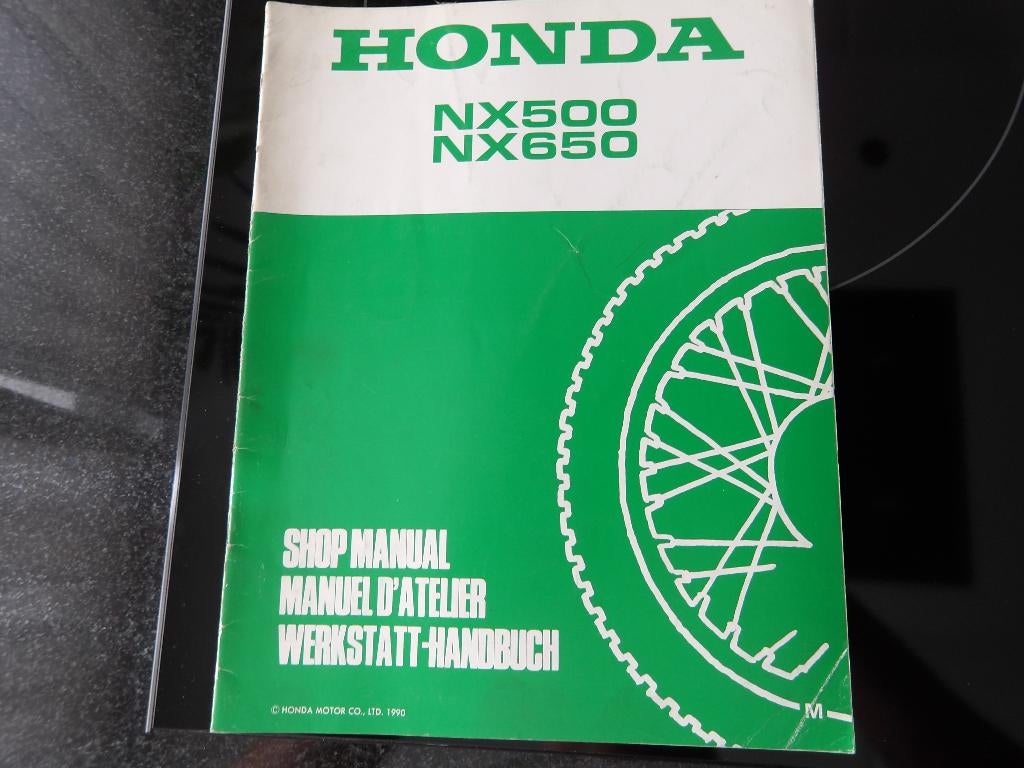 HONDA
NX500
NX650
SHOP MANUAL
MANUEL D'ATELIER
WERKSTATT-HANDBUCH
© HONDA MOTOR CO., LTD. 1990
M